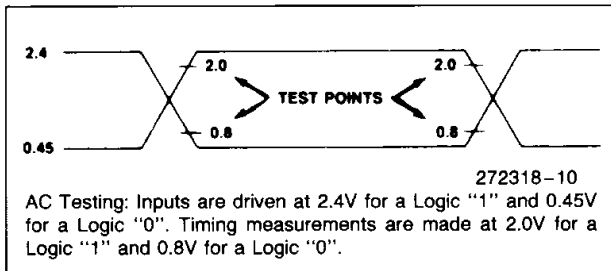 2.4
2.0 2.0
TEST POINTS
0.8 0.8
0.45
272318-10
AC Testing: Inputs are driven at 2.4V for a Logic "1" and 0.45V
for a Logic "0". Timing measurements are made at 2.0V for a
Logic "1" and 0.8V for a Logic "0".